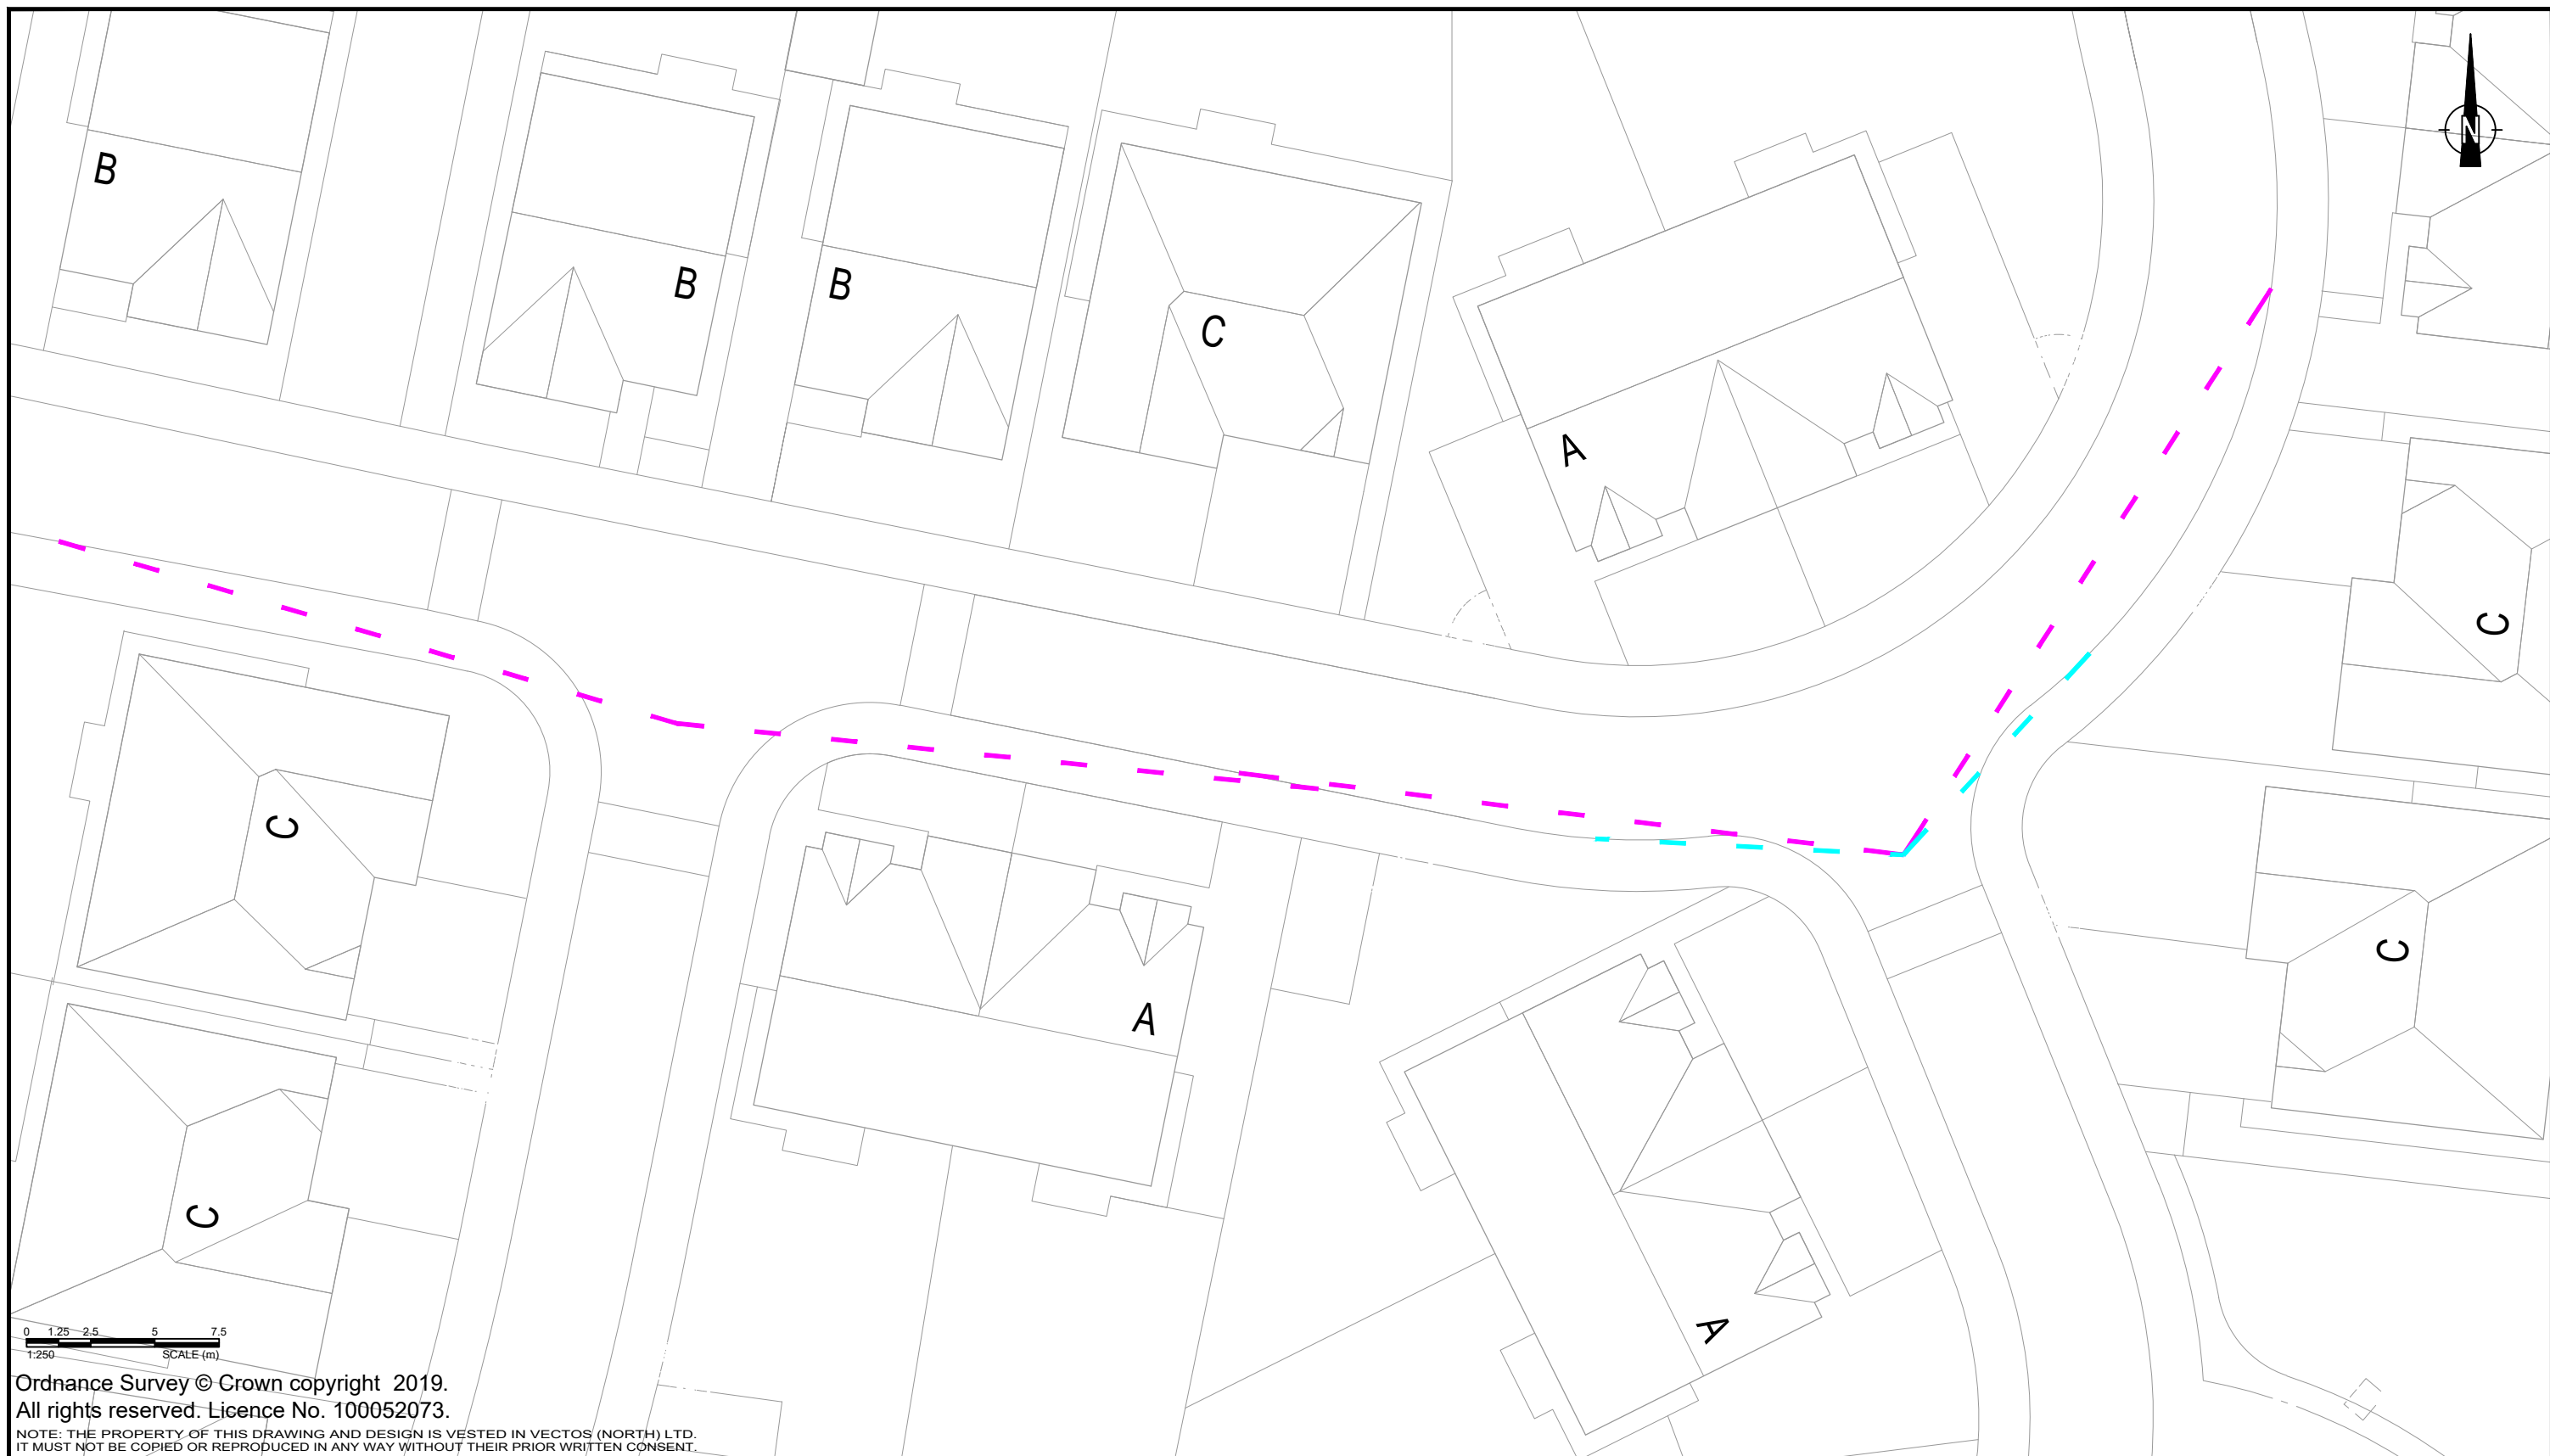 N
B
B
B
C
A
C
C
A
C
C
A
0 1.25 2.5 5 7.5
1:250 SCALE (m)
Ordnance Survey © Crown copyright 2019.
All rights reserved. Licence No. 100052073.
NOTE: THE PROPERTY OF THIS DRAWING AND DESIGN IS VESTED IN VECTOS (NORTH) LTD.
IT MUST NOT BE COPIED OR REPRODUCED IN ANY WAY WITHOUT THEIR PRIOR WRITTEN CONSENT.